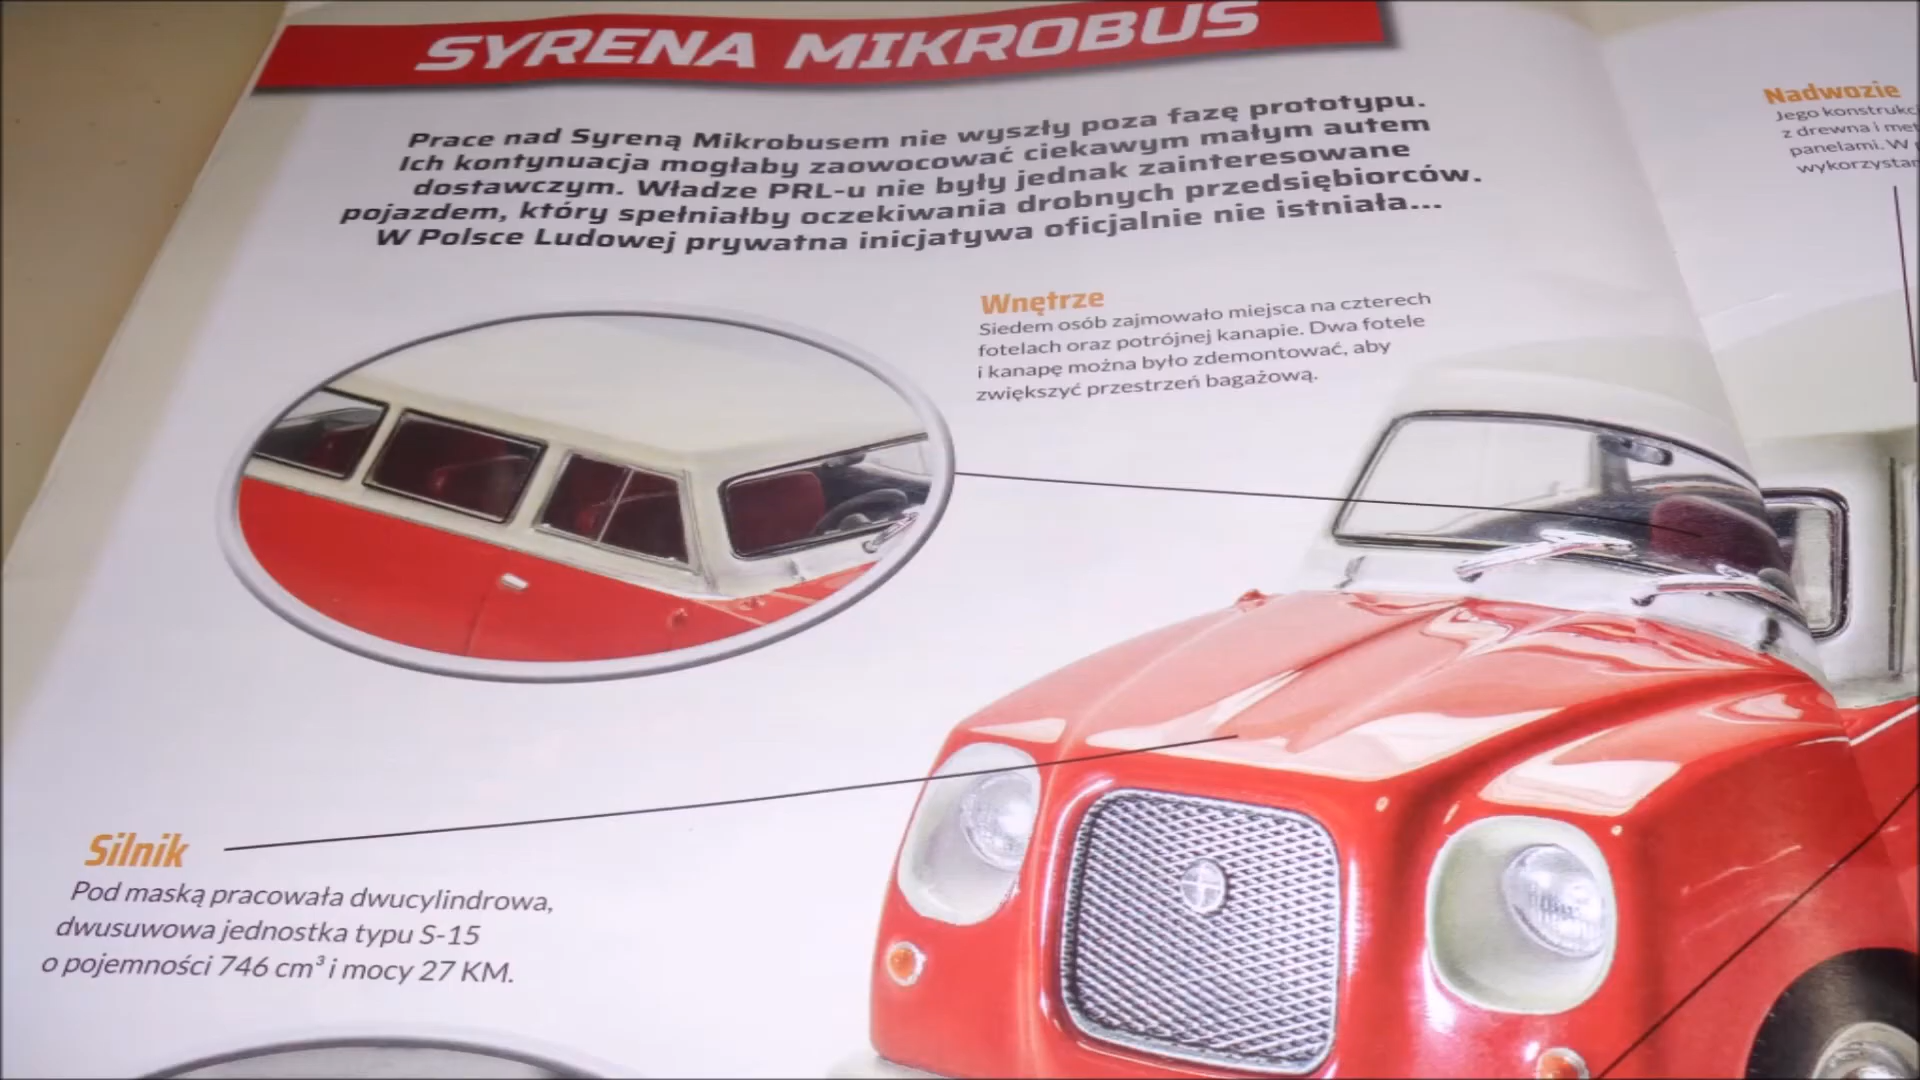 SYRENA MIKROBUS
Prace nad Syreną Mikrobusem nie wyszły poza fazę prototypu.
Ich kontynuacja mogłaby zaowocować ciekawym małym autem
dostawczym. Władze PRL-u nie były jednak zainteresowane
pojazdem, który spełniałby oczekiwania drobnych przedsiębiorców.
W Polsce Ludowej prywatna inicjatywa oficjalnie nie istniała...
Wnętrze
Siedem osób zajmowało miejsca na czterech
fotelach oraz potrójnej kanapie. Dwa fotele
i kanapę można było zdemontować, aby
zwiększyć przestrzeń bagażową.
Nadwozie
Jego
z drewna i
panelami. W
Silnik
Pod maską pracowała dwucylindrowa,
dwusuwowa jednostka typu S-15
o pojemności 746 cm³ i mocy 27 KM.